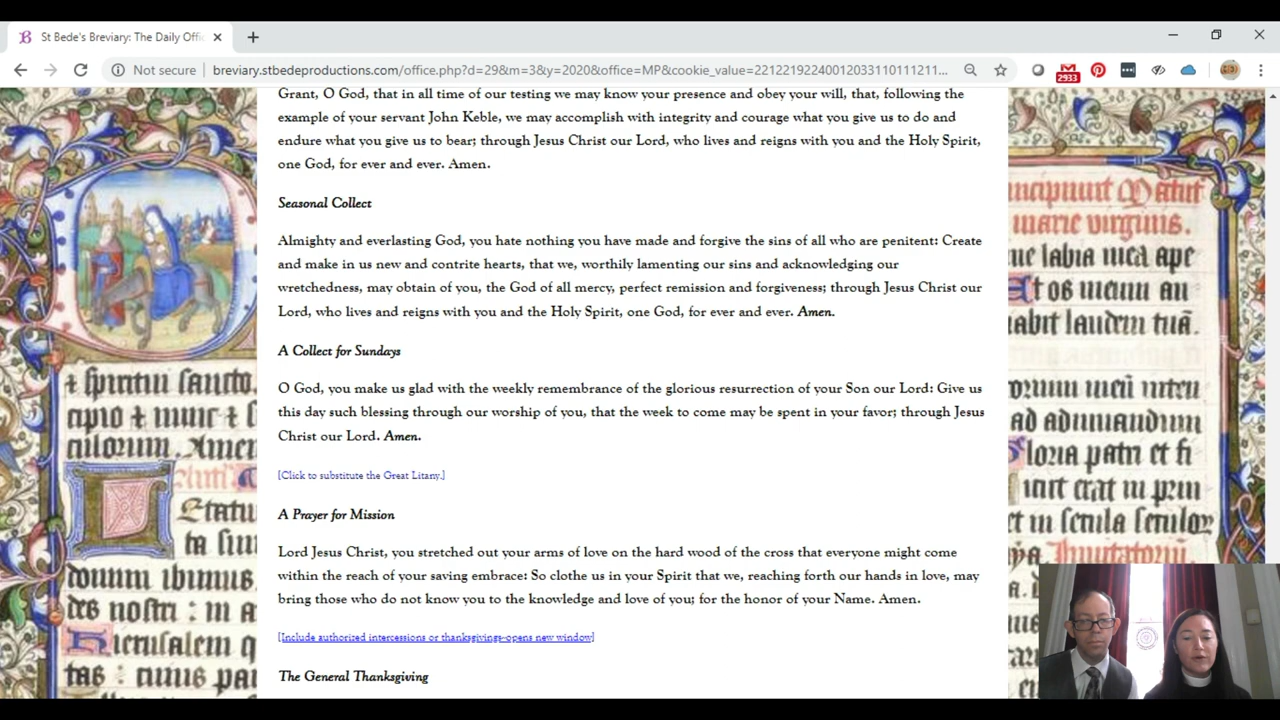 St Bede's Breviary: The Daily Offi
Not secure
breviary.stbedeproductions.com/office.php?d=29&m=3&y=2020&office=MP&cookie_value=22122192240012033110111211...
2933
Grant, O God, that in all time of our testing we may know your presence and obey your will, that, following the
example of your servant John Keble, we may accomplish with integrity and courage what you give us to do and
endure what you give us to bear; through Jesus Christ our Lord, who lives and reigns with you and the Holy Spirit,
one God, for ever and ever. Amen.
Seasonal Collect
Almighty and everlasting God, you hate nothing you have made and forgive the sins of all who are penitent: Create
and make in us new and contrite hearts, that we, worthily lamenting our sins and acknowledging our
wretchedness, may obtain of you, the God of all mercy, perfect remission and forgiveness; through Jesus Christ our
Lord, who lives and reigns with you and the Holy Spirit, one God, for ever and ever. Amen.
A Collect for Sundays
O God, you make us glad with the weekly remembrance of the glorious resurrection of your Son our Lord: Give us
this day such blessing through our worship of you, that the week to come may be spent in your favor; through Jesus
Christ our Lord. Amen.
[Click to substitute the Great Litany.]
A Prayer for Mission
Lord Jesus Christ, you stretched out your arms of love on the hard wood of the cross that everyone might come
within the reach of your saving embrace: So clothe us in your Spirit that we, reaching forth our hands in love, may
bring those who do not know you to the knowledge and love of you; for the honor of your Name. Amen.
[Include authorized intercessions or thanksgivings–opens new window]
The General Thanksgiving